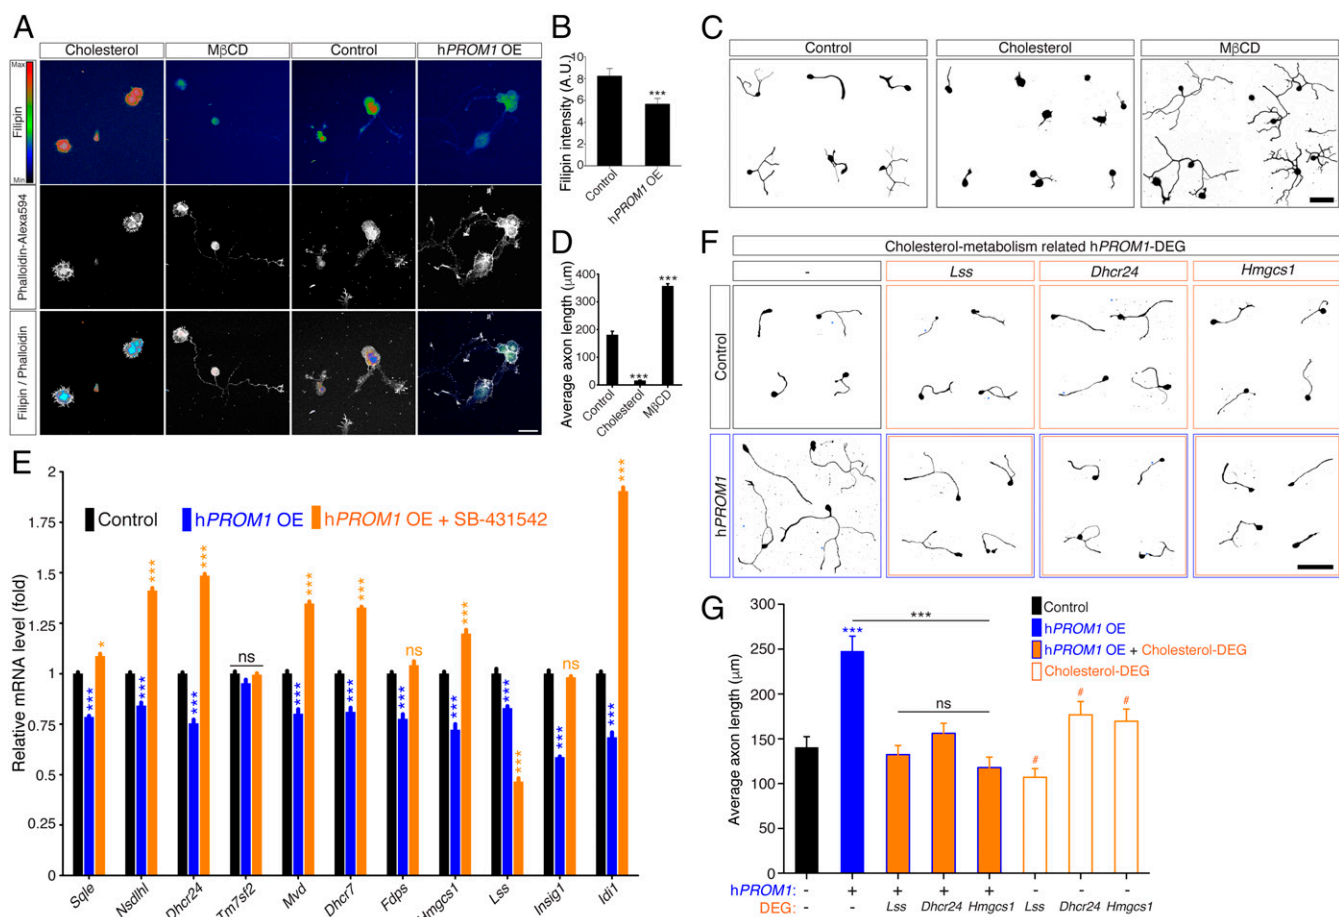 A
Cholesterol
MβCD
Control
hPROM1 OE
Max
Filipin
Min
Phalloidin-Alexa594
Filipin / Phalloidin
B
Filipin intensity (A.U.)
10
8
6
4
2
0
***
Control
hPROM1 OE
C
Control
Cholesterol
MβCD
D
Average axon length (μm)
400
300
200
100
0
***
***
Control
Cholesterol
MβCD
E
Relative mRNA level (fold)
2
1.75
1.5
1.25
1
0.75
0.5
0.25
0
Control
hPROM1 OE
hPROM1 OE + SB-431542
***
*
***
***
***
***
ns
***
***
***
***
***
ns
***
***
***
***
***
ns
***
***
***
Sqle
Nsdlhl
Dhcr24
Tm7sf2
Mvd
Dhcr7
Fdps
Hmgcs1
Lss
Insig1
Idi1
F
Cholesterol-metabolism related hPROM1-DEG
-
Lss
Dhcr24
Hmgcs1
Control
hPROM1
G
Average axon length (μm)
300
250
200
150
100
50
0
Control
hPROM1 OE
hPROM1 OE + Cholesterol-DEG
Cholesterol-DEG
***
***
ns
#
#
#
hPROM1: - + + + + - - -
DEG: - - Lss Dhcr24 Hmgcs1 Lss Dhcr24 Hmgcs1